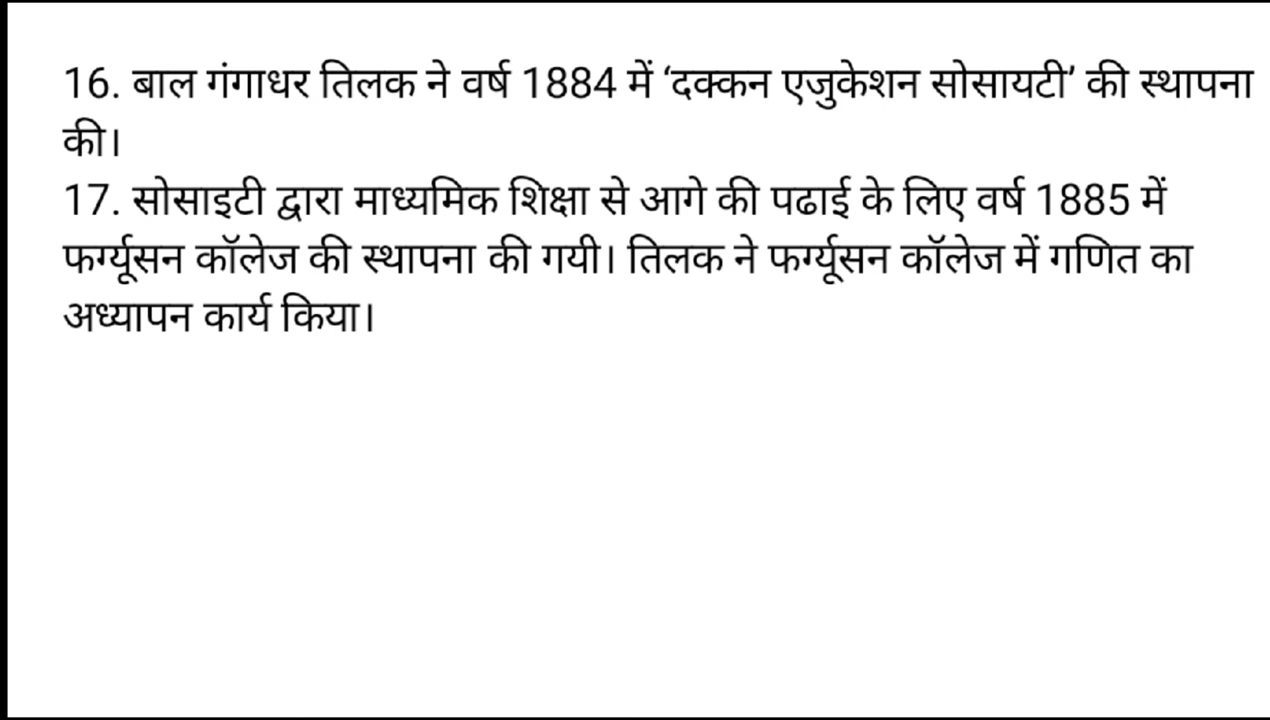 16. बाल गंगाधर तिलक ने वर्ष 1884 में ‘दक्कन एजुकेशन सोसायटी’ की स्थापना
की।
17. सोसाइटी द्वारा माध्यमिक शिक्षा से आगे की पढाई के लिए वर्ष 1885 में
फर्ग्यूसन कॉलेज की स्थापना की गयी। तिलक ने फर्ग्यूसन कॉलेज में गणित का
अध्यापन कार्य किया।